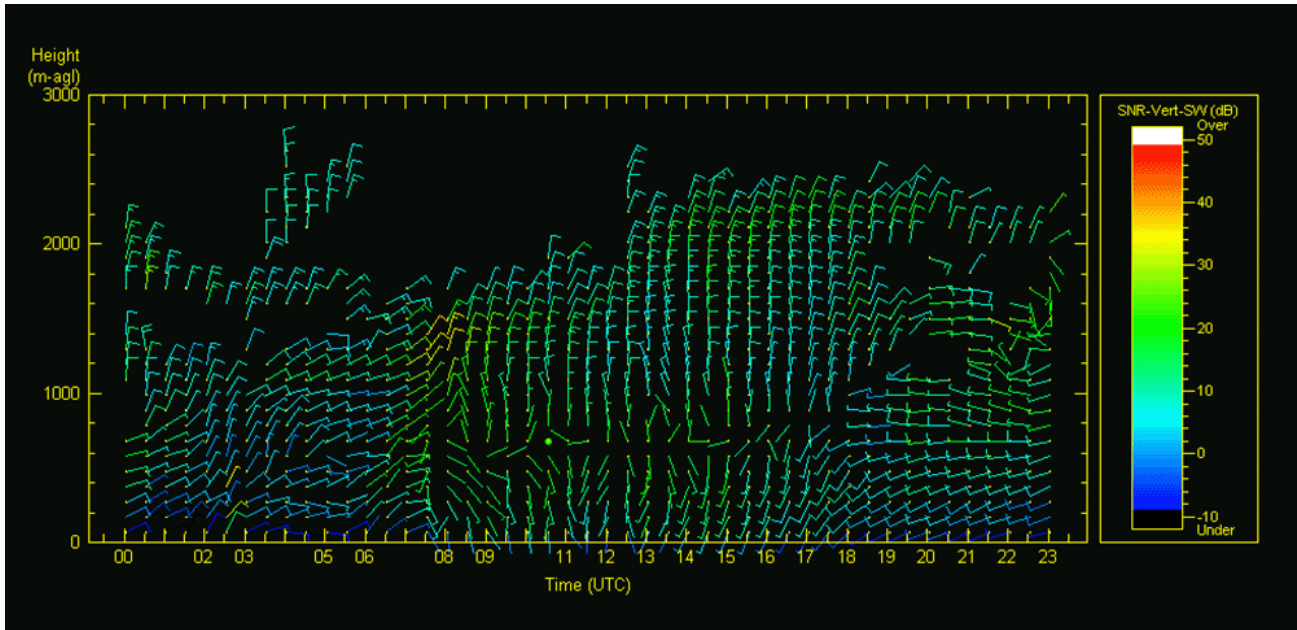 Height
(m-agl)
3000
2000
1000
0
00 02 03 05 06 08 09 11 12 13 14 15 16 17 18 19 20 21 22 23
Time (UTC)
SNR-Vert-SW (dB)
Over
50
40
30
20
10
0
-10
Under